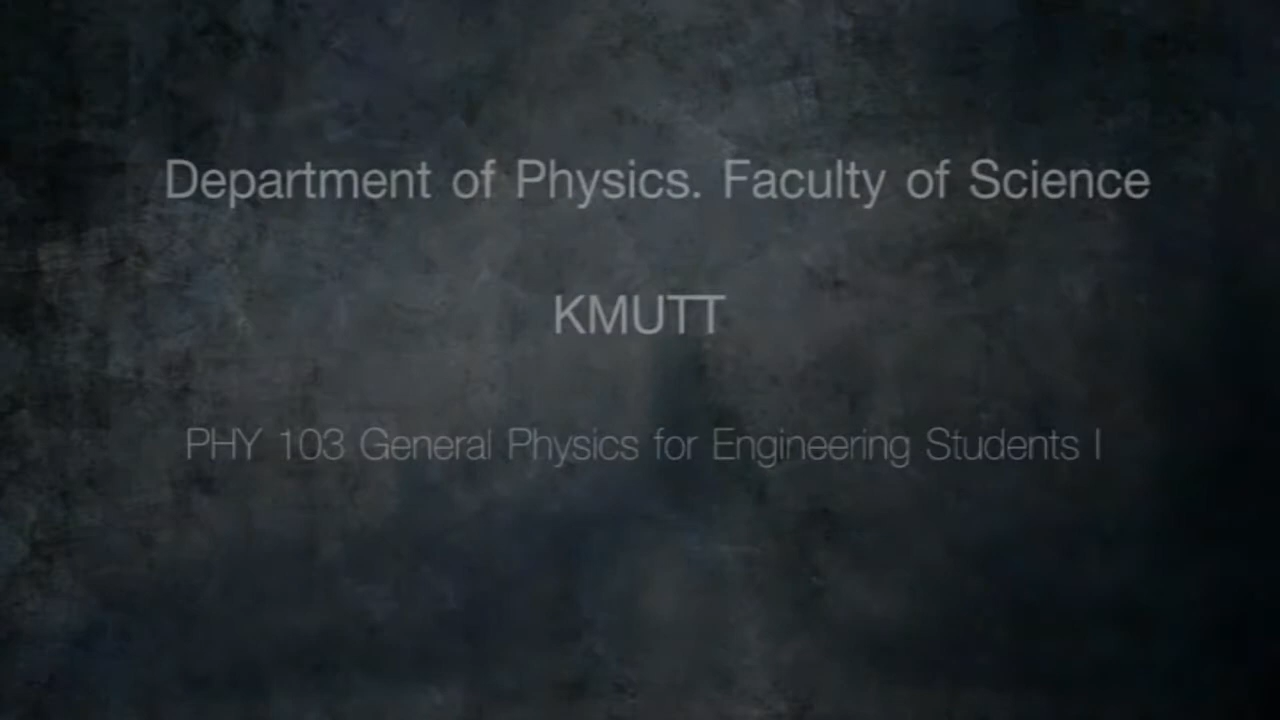 Department of Physics. Faculty of Science
KMUTT
PHY 103 General Physics for Engineering Students I